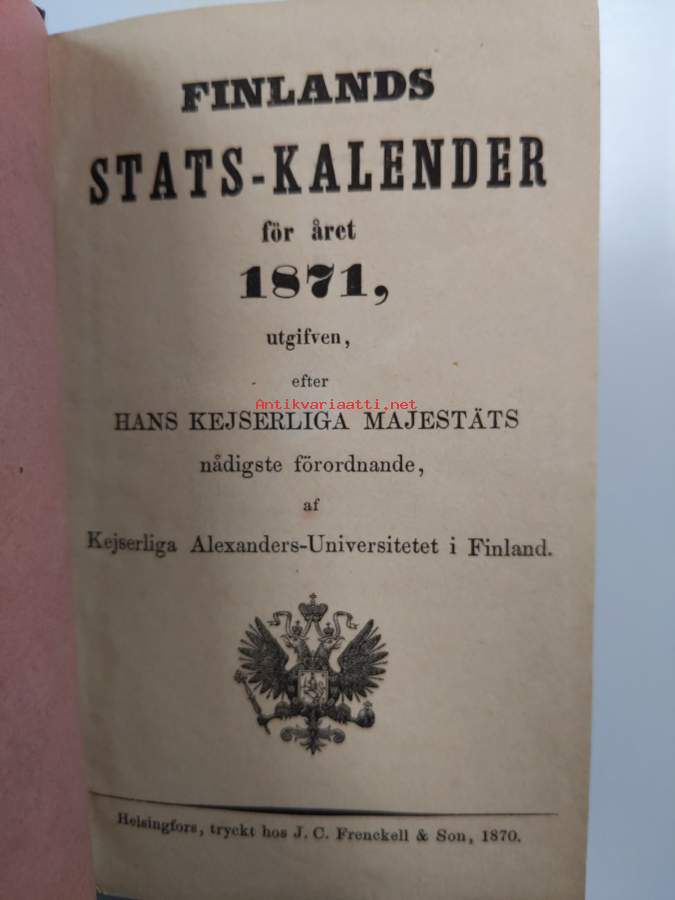 FINLANDS
STATS-KALENDER
för året
1871,
utgifven,
efter
Antikvariaatti.net
HANS KEJSERLIGA MAJESTÄTS
nådigste förordnande,
af
Kejserliga Alexanders-Universitetet i Finland.
Helsingfors, tryckt hos J. C. Frenckell & Son, 1870.